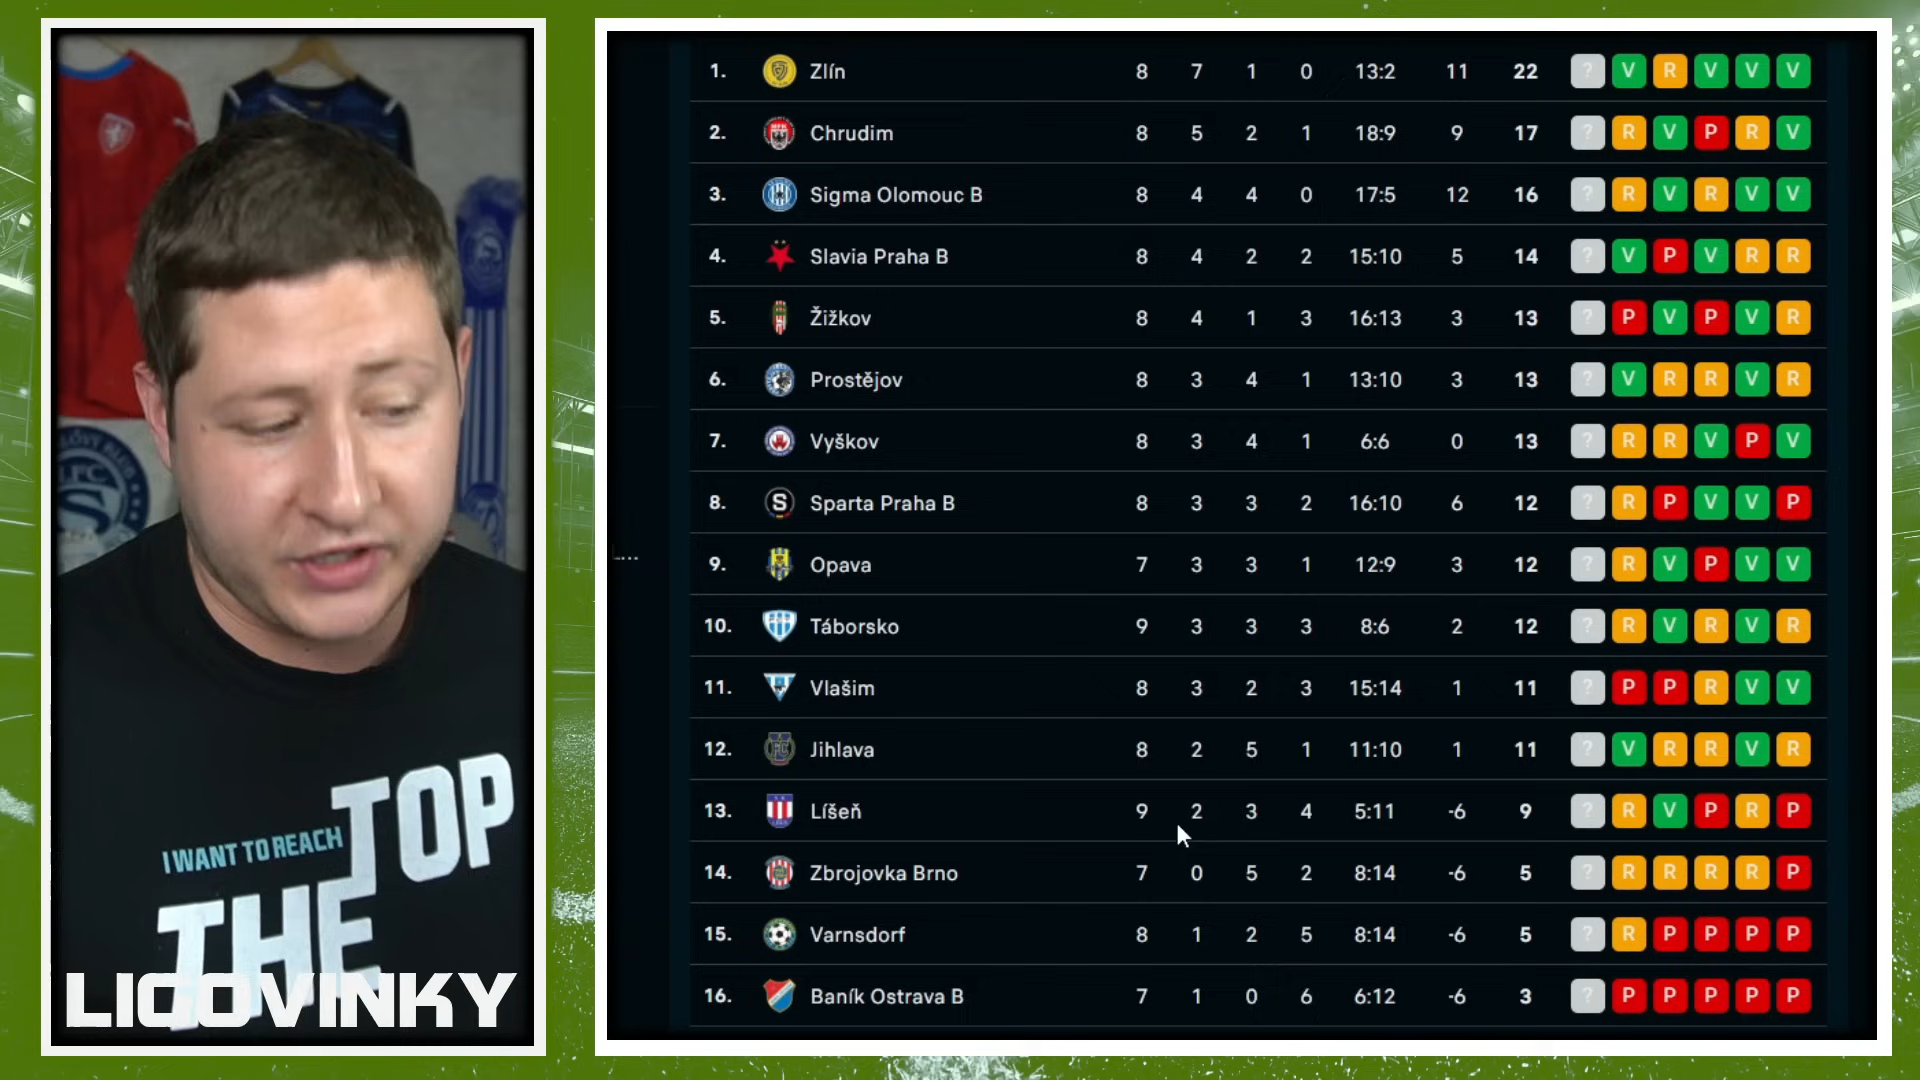 1. Zlín 8 7 1 0 13:2 11 22 ? V R V V V
2. Chrudim 8 5 2 1 18:9 9 17 ? R V P R V
3. Sigma Olomouc B 8 4 4 0 17:5 12 16 ? R V R V V
4. Slavia Praha B 8 4 2 2 15:10 5 14 ? V P V R R
5. Žižkov 8 4 1 3 16:13 3 13 ? P V P V R
6. Prostějov 8 3 4 1 13:10 3 13 ? V R R V R
7. Vyškov 8 3 4 1 6:6 0 13 ? R R V P V
8. Sparta Praha B 8 3 3 2 16:10 6 12 ? R P V V P
9. Opava 7 3 3 1 12:9 3 12 ? R V P V V
10. Táborsko 9 3 3 3 8:6 2 12 ? R V R V R
11. Vlašim 8 3 2 3 15:14 1 11 ? P P R V V
12. Jihlava 8 2 5 1 11:10 1 11 ? V R R V R
13. Líšeň 9 2 3 4 5:11 -6 9 ? R V P R P
14. Zbrojovka Brno 7 0 5 2 8:14 -6 5 ? R R R R P
15. Varnsdorf 8 1 2 5 8:14 -6 5 ? R P P P P
16. Baník Ostrava B 7 1 0 6 6:12 -6 3 ? P P P P P
I WANT TO REACH
THE TOP
LIGOVINKY